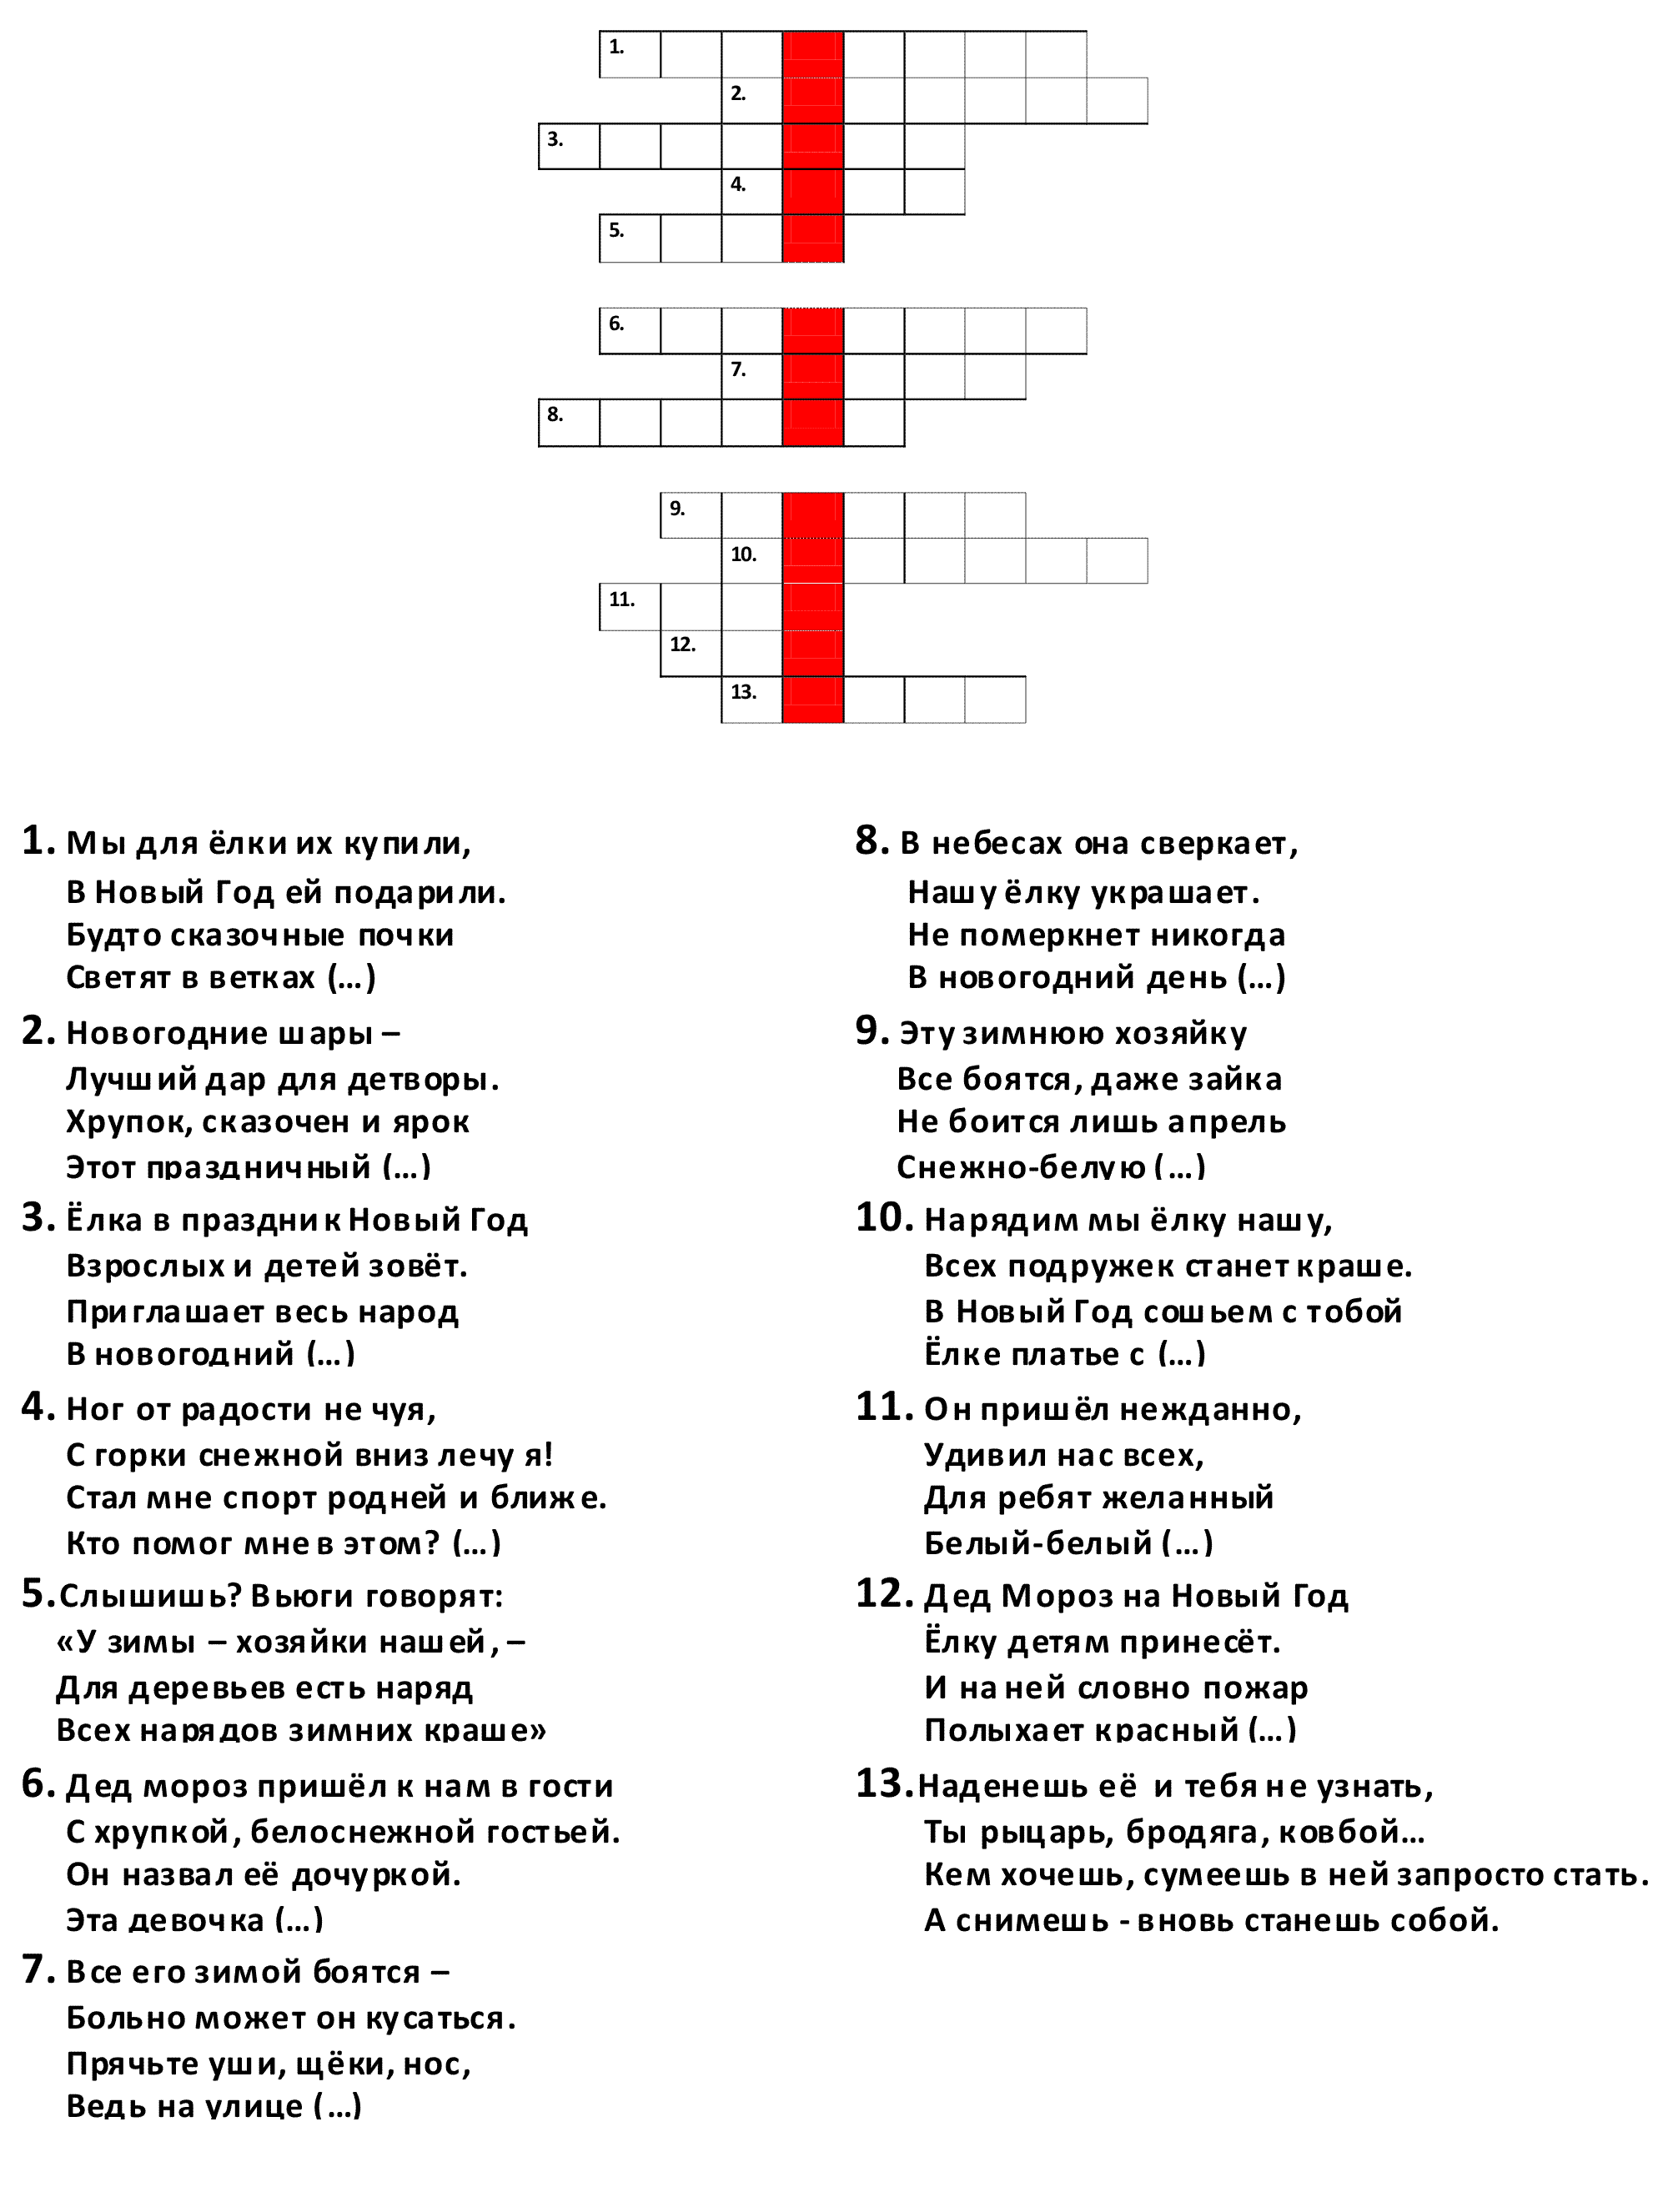 1.
2.
3.
4.
5.
6.
7.
8.
9.
10.
11.
12.
13.
1. Мы для ёлки их купили,
В Новый Год ей подарили.
Будто сказочные почки
Светят в ветках (…)
2. Новогодние шары –
Лучший дар для детворы.
Хрупок, сказочен и ярок
Этот праздничный (…)
3. Ёлка в праздник Новый Год
Взрослых и детей зовёт.
Приглашает весь народ
В новогодний (…)
4. Ног от радости не чуя,
С горки снежной вниз лечу я!
Стал мне спорт родней и ближе.
Кто помог мне в этом? (…)
5.Слышишь? Вьюги говорят:
«У зимы – хозяйки нашей, –
Для деревьев есть наряд
Всех нарядов зимних краше»
6. Дед мороз пришёл к нам в гости
С хрупкой, белоснежной гостьей.
Он назвал её дочуркой.
Эта девочка (…)
7. Все его зимой боятся –
Больно может он кусаться.
Прячьте уши, щёки, нос,
Ведь на улице (…)
8. В небесах она сверкает,
Нашу ёлку украшает.
Не померкнет никогда
В новогодний день (…)
9. Эту зимнюю хозяйку
Все боятся, даже зайка
Не боится лишь апрель
Снежно-белую (…)
10. Нарядим мы ёлку нашу,
Всех подружек станет краше.
В Новый Год сошьем с тобой
Ёлке платье с (…)
11. Он пришёл нежданно,
Удивил нас всех,
Для ребят желанный
Белый-белый (…)
12. Дед Мороз на Новый Год
Ёлку детям принесёт.
И на ней словно пожар
Полыхает красный (…)
13.Наденешь её и тебя не узнать,
Ты рыцарь, бродяга, ковбой…
Кем хочешь, сумеешь в ней запросто стать.
А снимешь - вновь станешь собой.